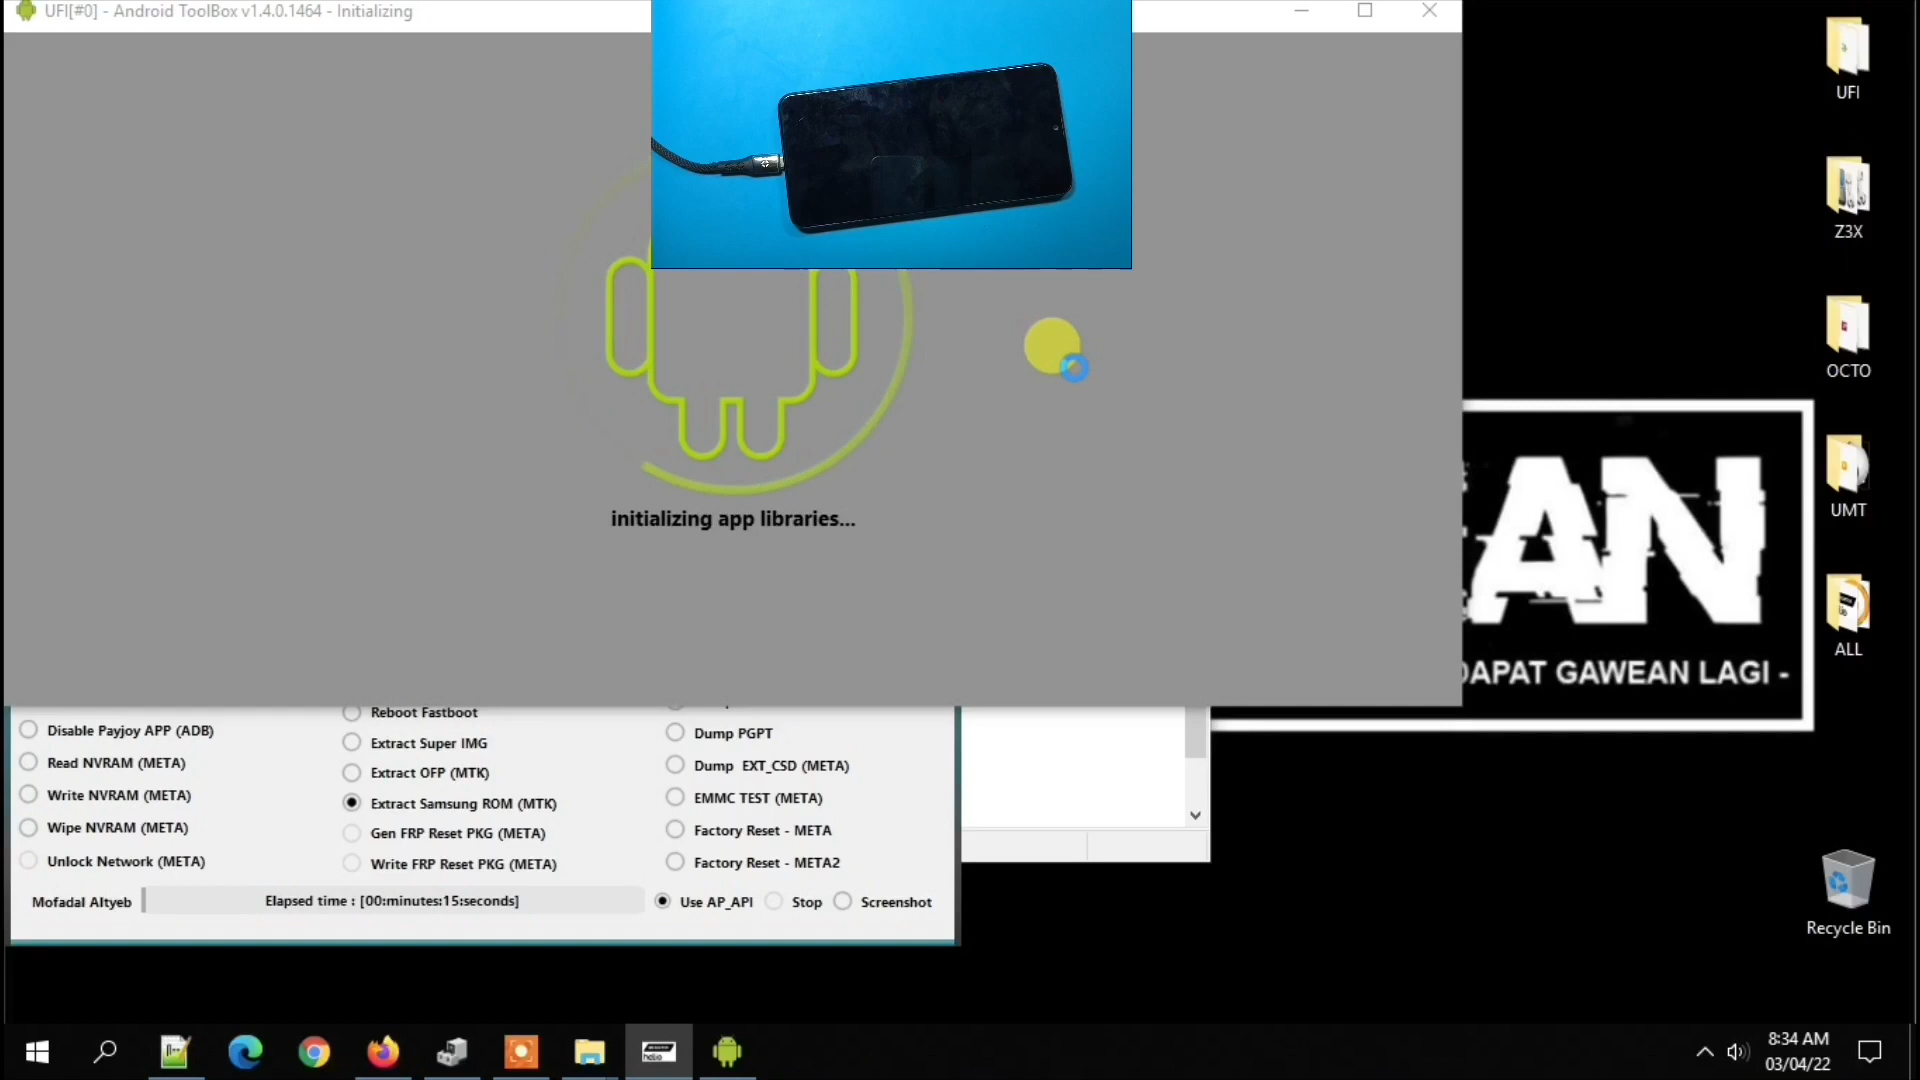 UFI[#0] - Android ToolBox v1.4.0.1464 - Initializing
initializing app libraries...
UFI
Z3X
OCTO
UMT
ALL
AN
DAPAT GAWEAN LAGI -
Disable Payjoy APP (ADB)
Read NVRAM (META)
Write NVRAM (META)
Wipe NVRAM (META)
Unlock Network (META)
Reboot Fastboot
Extract Super IMG
Extract OFP (MTK)
Extract Samsung ROM (MTK)
Gen FRP Reset PKG (META)
Write FRP Reset PKG (META)
Dump PGPT
Dump EXT_CSD (META)
EMMC TEST (META)
Factory Reset - META
Factory Reset - META2
Mofadal Altyeb
Elapsed time : [00:minutes:15:seconds]
Use AP_API
Stop
Screenshot
Recycle Bin
hello
8:34 AM
03/04/22